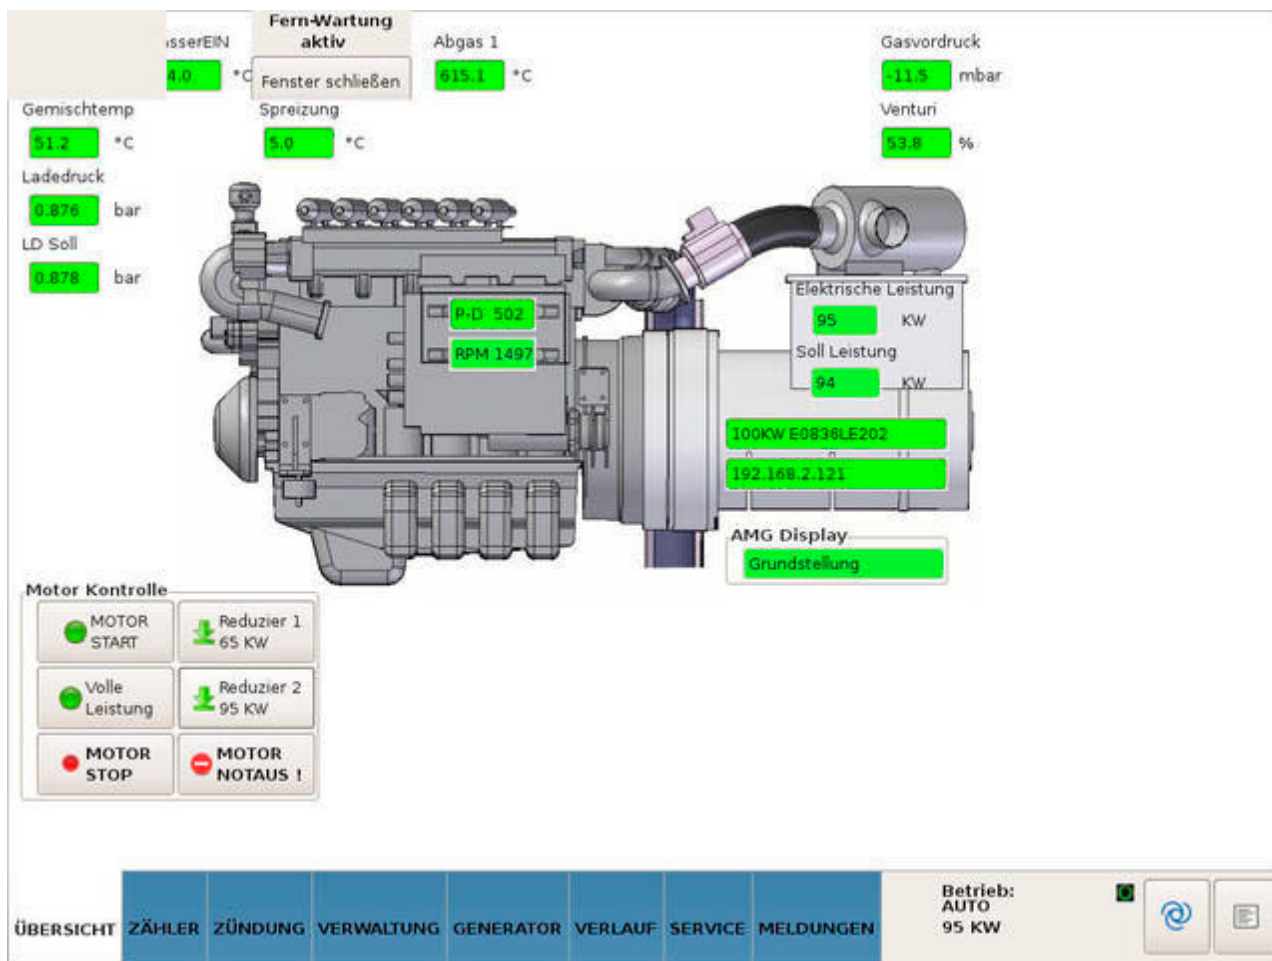 Fern-Wartung
aktiv
Fenster schließen
Abgas 1
615.1 °C
Gasvordruck
-11.5 mbar
Gemischtemp
51.2 °C
Spreizung
5.0 °C
Venturi
53.8 %
Ladedruck
0.876 bar
LD Soll
0.878 bar
P-D 502
RPM 1497
Elektrische Leistung
95 KW
Soll Leistung
94 KW
100KW E0836LE202
192.168.2.121
AMG Display
Grundstellung
Motor Kontrolle
MOTOR
START
Reduzier 1
65 KW
Volle
Leistung
Reduzier 2
95 KW
MOTOR
STOP
MOTOR
NOTAUS !
ÜBERSICHT ZÄHLER ZÜNDUNG VERWALTUNG GENERATOR VERLAUF SERVICE MELDUNGEN
Betrieb:
AUTO
95 KW